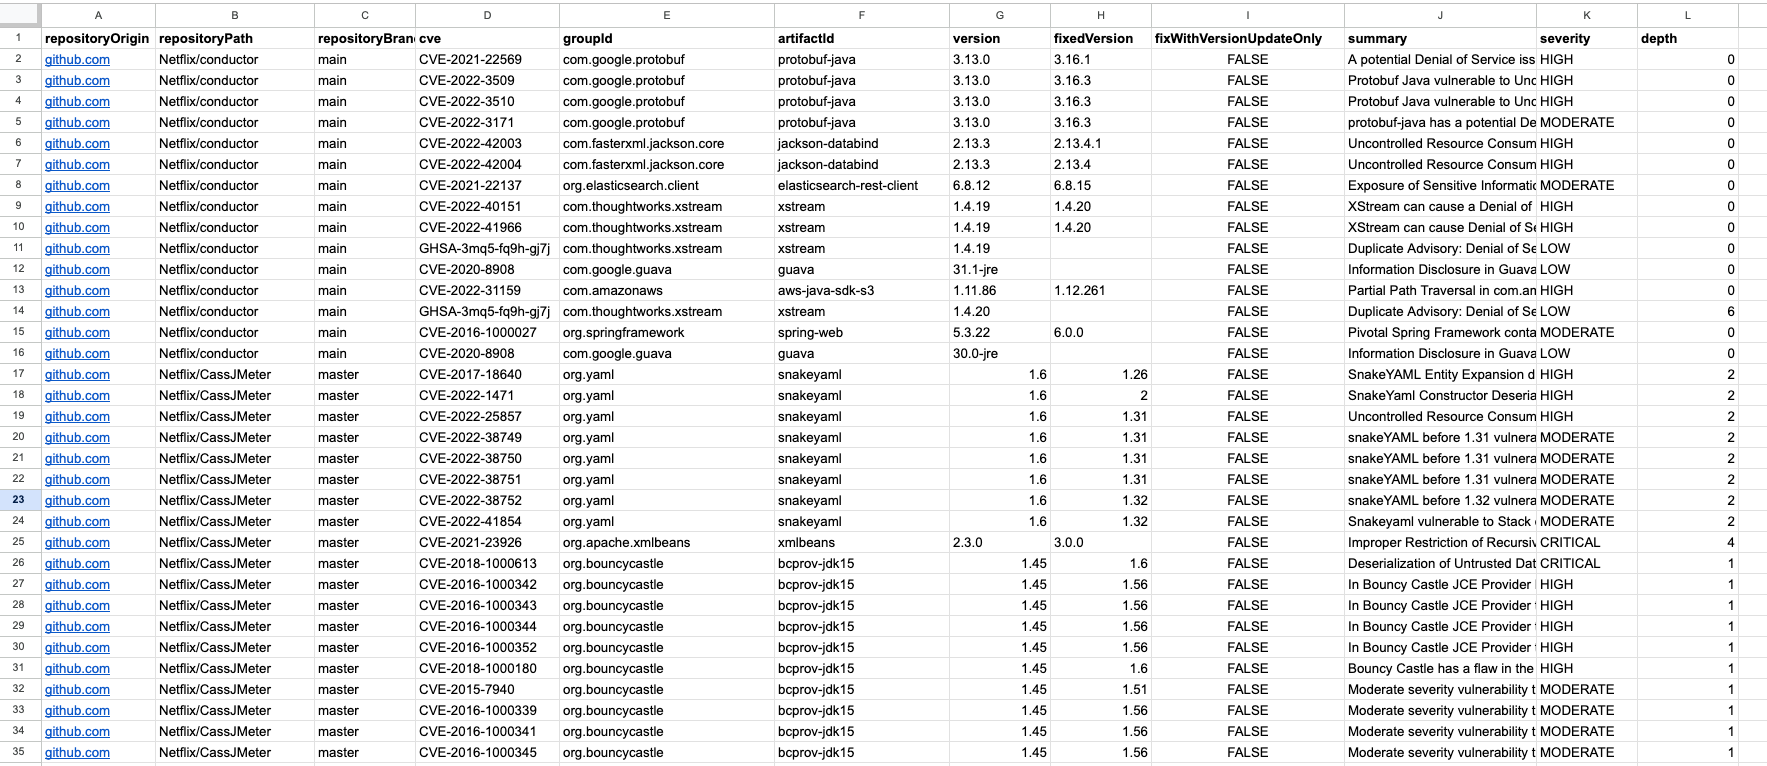 A B C D E F G H I J K L
1 repositoryOrigin repositoryPath repositoryBran cve groupId artifactId version fixedVersion fixWithVersionUpdateOnly summary severity depth
2 github.com Netflix/conductor main CVE-2021-22569 com.google.protobuf protobuf-java 3.13.0 3.16.1 FALSE A potential Denial of Service iss HIGH 0
3 github.com Netflix/conductor main CVE-2022-3509 com.google.protobuf protobuf-java 3.13.0 3.16.3 FALSE Protobuf Java vulnerable to Unc HIGH 0
4 github.com Netflix/conductor main CVE-2022-3510 com.google.protobuf protobuf-java 3.13.0 3.16.3 FALSE Protobuf Java vulnerable to Unc HIGH 0
5 github.com Netflix/conductor main CVE-2022-3171 com.google.protobuf protobuf-java 3.13.0 3.16.3 FALSE protobuf-java has a potential De MODERATE 0
6 github.com Netflix/conductor main CVE-2022-42003 com.fasterxml.jackson.core jackson-databind 2.13.3 2.13.4.1 FALSE Uncontrolled Resource Consum HIGH 0
7 github.com Netflix/conductor main CVE-2022-42004 com.fasterxml.jackson.core jackson-databind 2.13.3 2.13.4 FALSE Uncontrolled Resource Consum HIGH 0
8 github.com Netflix/conductor main CVE-2021-22137 org.elasticsearch.client elasticsearch-rest-client 6.8.12 6.8.15 FALSE Exposure of Sensitive Informatic MODERATE 0
9 github.com Netflix/conductor main CVE-2022-40151 com.thoughtworks.xstream xstream 1.4.19 1.4.20 FALSE XStream can cause a Denial of HIGH 0
10 github.com Netflix/conductor main CVE-2022-41966 com.thoughtworks.xstream xstream 1.4.19 1.4.20 FALSE XStream can cause Denial of Se HIGH 0
11 github.com Netflix/conductor main GHSA-3mq5-fq9h-gj7j com.thoughtworks.xstream xstream 1.4.19 FALSE Duplicate Advisory: Denial of Se LOW 0
12 github.com Netflix/conductor main CVE-2020-8908 com.google.guava guava 31.1-jre FALSE Information Disclosure in Guava LOW 0
13 github.com Netflix/conductor main CVE-2022-31159 com.amazonaws aws-java-sdk-s3 1.11.86 1.12.261 FALSE Partial Path Traversal in com.am HIGH 0
14 github.com Netflix/conductor main GHSA-3mq5-fq9h-gj7j com.thoughtworks.xstream xstream 1.4.20 FALSE Duplicate Advisory: Denial of Se LOW 6
15 github.com Netflix/conductor main CVE-2016-1000027 org.springframework spring-web 5.3.22 6.0.0 FALSE Pivotal Spring Framework conta MODERATE 0
16 github.com Netflix/conductor main CVE-2020-8908 com.google.guava guava 30.0-jre FALSE Information Disclosure in Guava LOW 0
17 github.com Netflix/CassJMeter master CVE-2017-18640 org.yaml snakeyaml 1.6 1.26 FALSE SnakeYAML Entity Expansion d HIGH 2
18 github.com Netflix/CassJMeter master CVE-2022-1471 org.yaml snakeyaml 1.6 2 FALSE SnakeYaml Constructor Deseria HIGH 2
19 github.com Netflix/CassJMeter master CVE-2022-25857 org.yaml snakeyaml 1.6 1.31 FALSE Uncontrolled Resource Consum HIGH 2
20 github.com Netflix/CassJMeter master CVE-2022-38749 org.yaml snakeyaml 1.6 1.31 FALSE snakeYAML before 1.31 vulnera MODERATE 2
21 github.com Netflix/CassJMeter master CVE-2022-38750 org.yaml snakeyaml 1.6 1.31 FALSE snakeYAML before 1.31 vulnera MODERATE 2
22 github.com Netflix/CassJMeter master CVE-2022-38751 org.yaml snakeyaml 1.6 1.31 FALSE snakeYAML before 1.31 vulnera MODERATE 2
23 github.com Netflix/CassJMeter master CVE-2022-38752 org.yaml snakeyaml 1.6 1.32 FALSE snakeYAML before 1.32 vulnera MODERATE 2
24 github.com Netflix/CassJMeter master CVE-2022-41854 org.yaml snakeyaml 1.6 1.32 FALSE Snakeyaml vulnerable to Stack MODERATE 2
25 github.com Netflix/CassJMeter master CVE-2021-23926 org.apache.xmlbeans xmlbeans 2.3.0 3.0.0 FALSE Improper Restriction of Recursiv CRITICAL 4
26 github.com Netflix/CassJMeter master CVE-2018-1000613 org.bouncycastle bcprov-jdk15 1.45 1.6 FALSE Deserialization of Untrusted Dat CRITICAL 1
27 github.com Netflix/CassJMeter master CVE-2016-1000342 org.bouncycastle bcprov-jdk15 1.45 1.56 FALSE In Bouncy Castle JCE Provider HIGH 1
28 github.com Netflix/CassJMeter master CVE-2016-1000343 org.bouncycastle bcprov-jdk15 1.45 1.56 FALSE In Bouncy Castle JCE Provider HIGH 1
29 github.com Netflix/CassJMeter master CVE-2016-1000344 org.bouncycastle bcprov-jdk15 1.45 1.56 FALSE In Bouncy Castle JCE Provider HIGH 1
30 github.com Netflix/CassJMeter master CVE-2016-1000352 org.bouncycastle bcprov-jdk15 1.45 1.56 FALSE In Bouncy Castle JCE Provider HIGH 1
31 github.com Netflix/CassJMeter master CVE-2018-1000180 org.bouncycastle bcprov-jdk15 1.45 1.6 FALSE Bouncy Castle has a flaw in the HIGH 1
32 github.com Netflix/CassJMeter master CVE-2015-7940 org.bouncycastle bcprov-jdk15 1.45 1.51 FALSE Moderate severity vulnerability t MODERATE 1
33 github.com Netflix/CassJMeter master CVE-2016-1000339 org.bouncycastle bcprov-jdk15 1.45 1.56 FALSE Moderate severity vulnerability t MODERATE 1
34 github.com Netflix/CassJMeter master CVE-2016-1000341 org.bouncycastle bcprov-jdk15 1.45 1.56 FALSE Moderate severity vulnerability t MODERATE 1
35 github.com Netflix/CassJMeter master CVE-2016-1000345 org.bouncycastle bcprov-jdk15 1.45 1.56 FALSE Moderate severity vulnerability t MODERATE 1